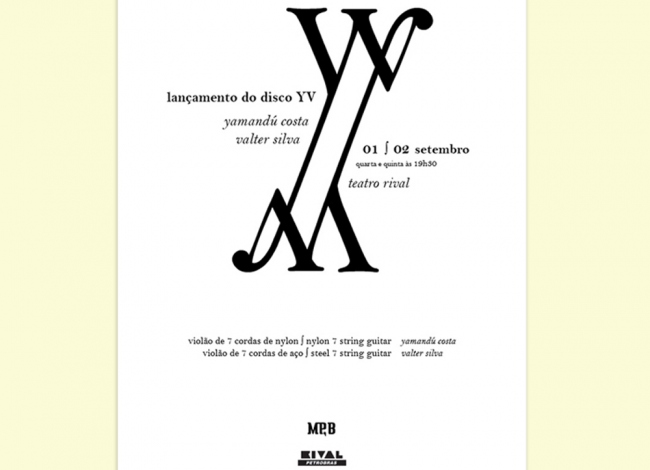 YV
lançamento do disco YV
yamandú costa
valter silva
01 ∫ 02 setembro
quarta e quinta às 19h30
teatro rival
violão de 7 cordas de nylon ∫ nylon 7 string guitar yamandú costa
violão de 7 cordas de aço ∫ steel 7 string guitar valter silva
MP,B
RIVAL
PETROBRAS